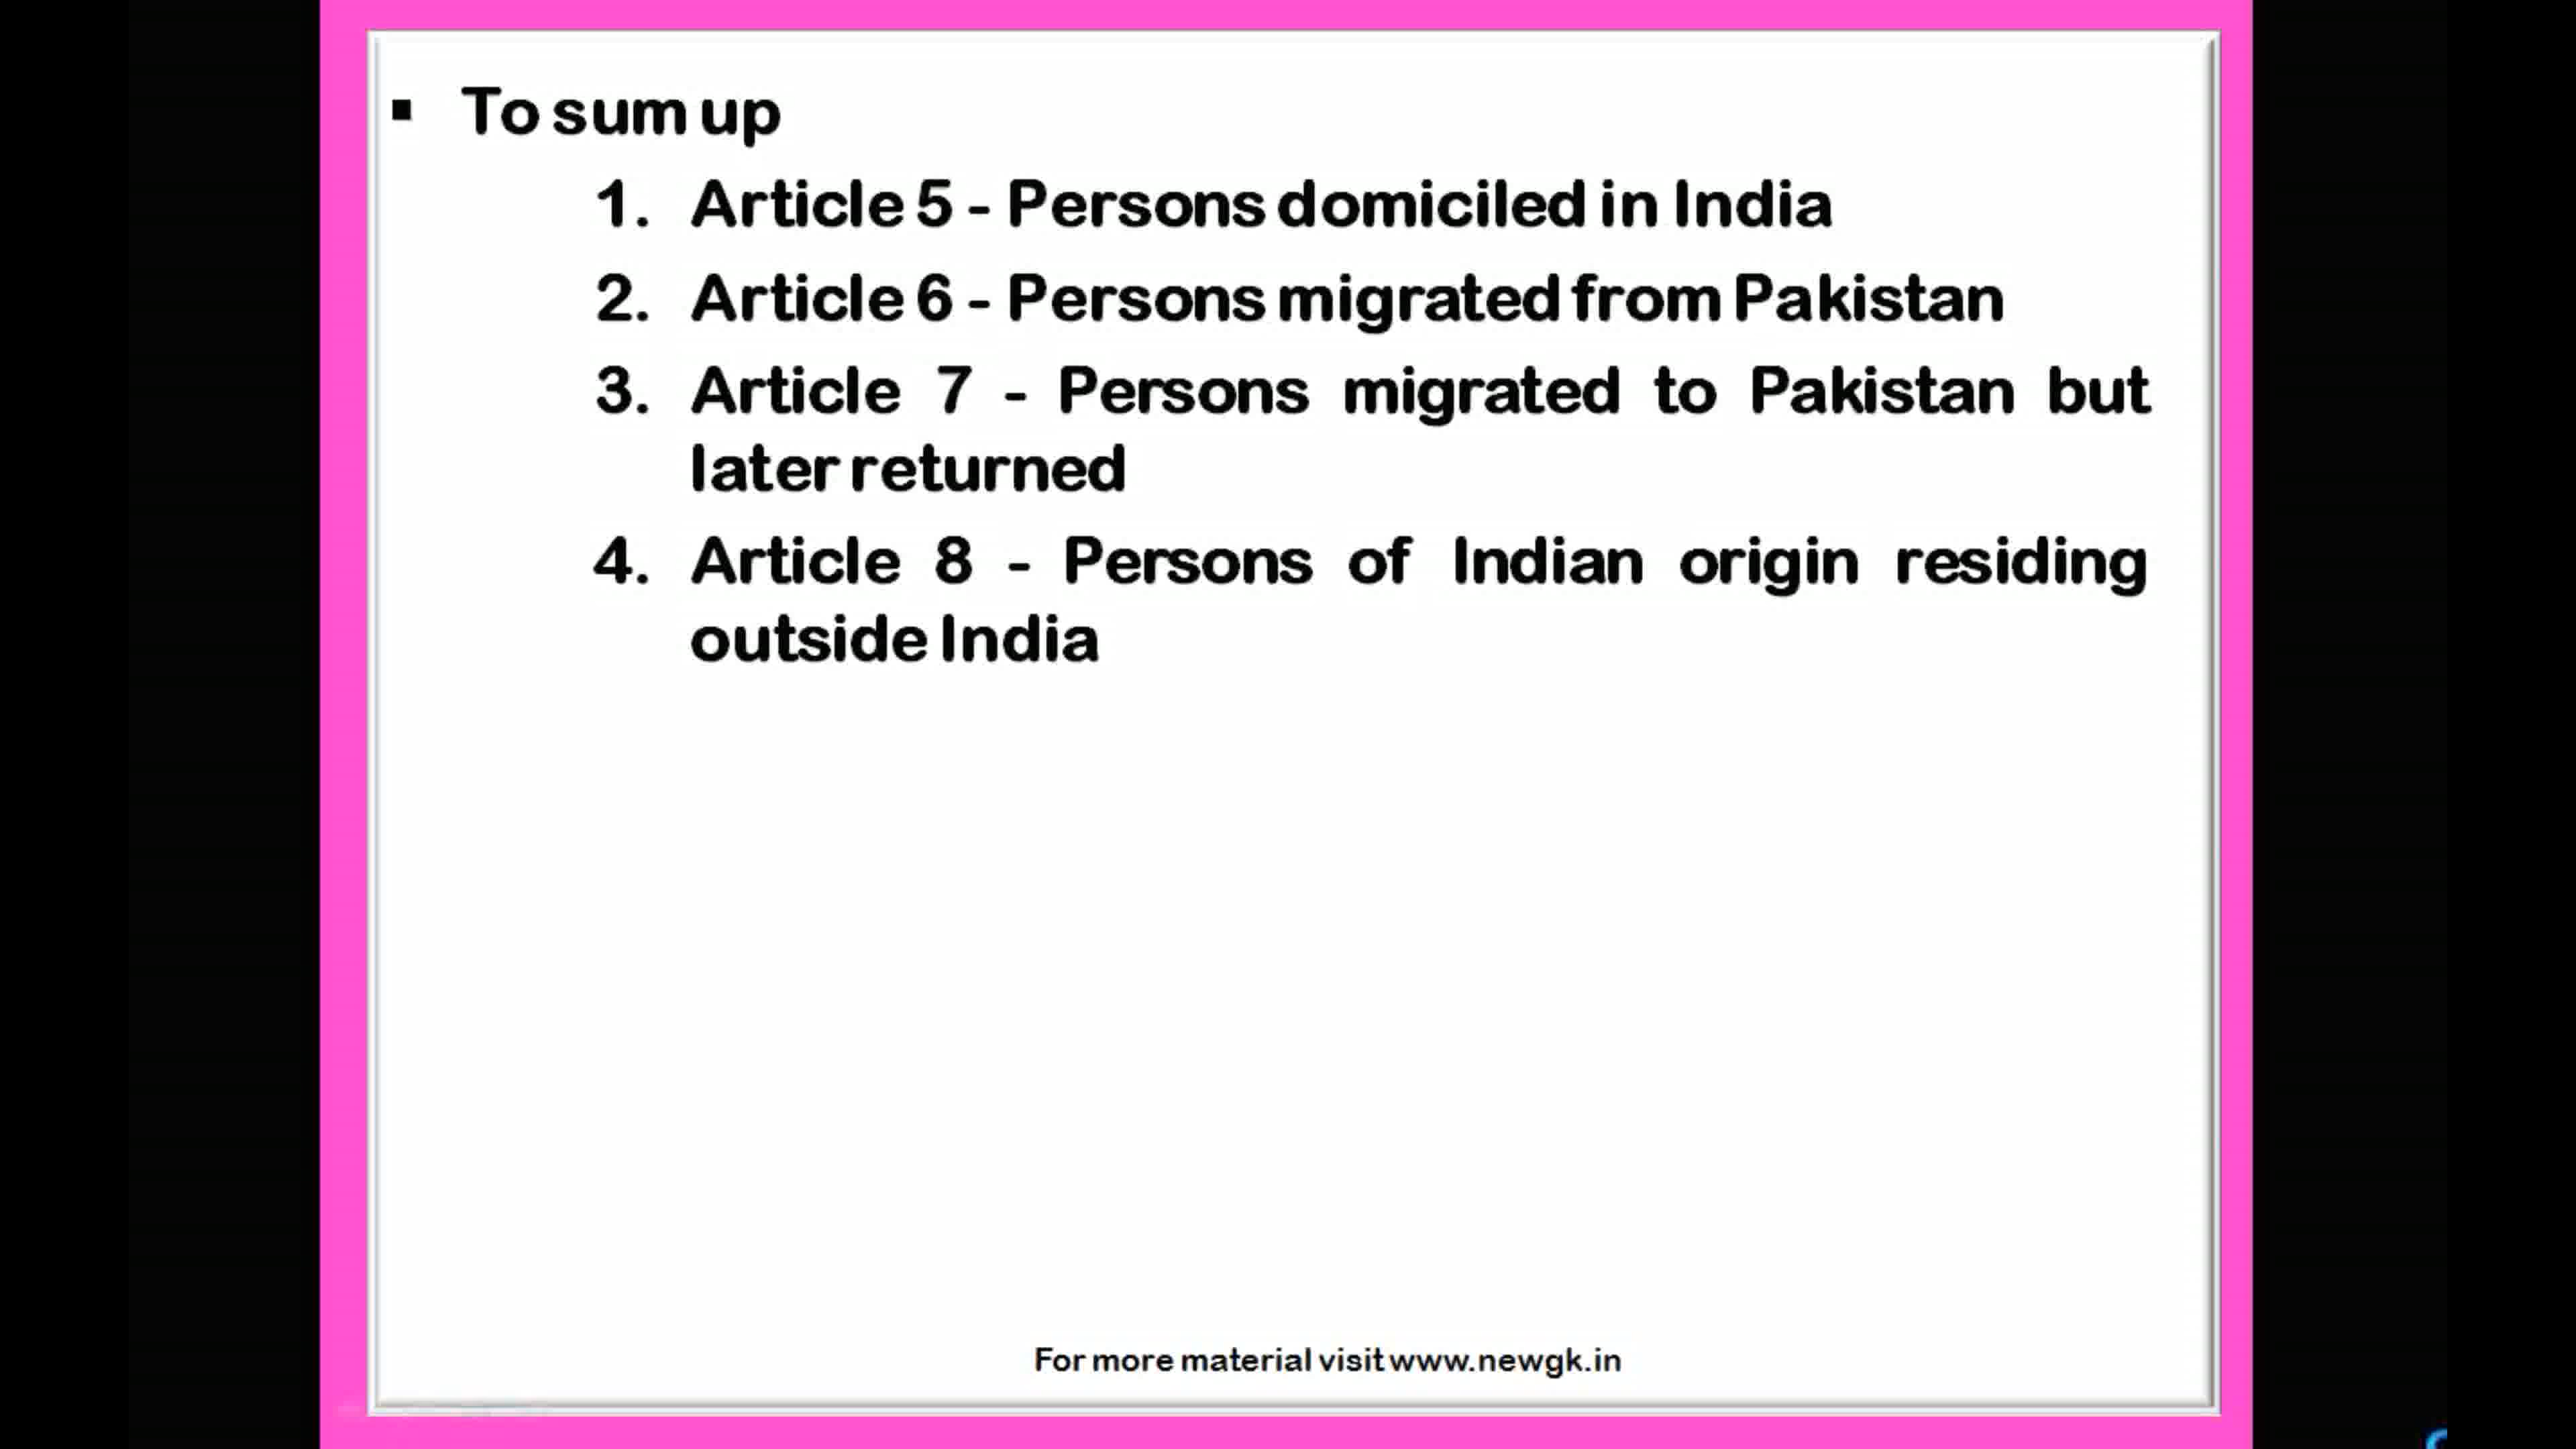 ▪ To sum up
1. Article 5 - Persons domiciled in India
2. Article 6 - Persons migrated from Pakistan
3. Article 7 - Persons migrated to Pakistan but
later returned
4. Article 8 - Persons of Indian origin residing
outside India
For more material visit www.newgk.in